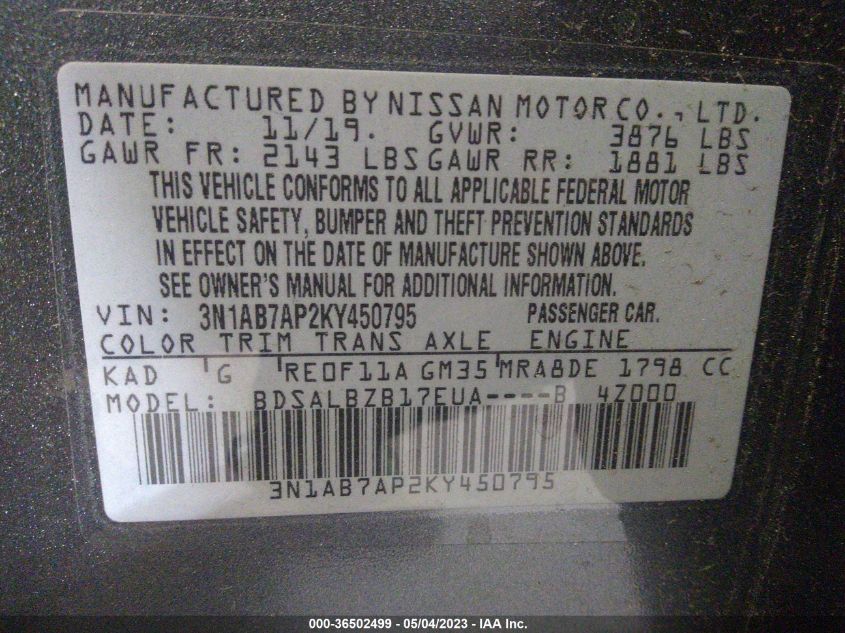 MANUFACTURED BY NISSAN MOTOR CO., LTD.
DATE: 11/19. GVWR: 3876 LBS
GAWR FR: 2143 LBS GAWR RR: 1881 LBS
THIS VEHICLE CONFORMS TO ALL APPLICABLE FEDERAL MOTOR
VEHICLE SAFETY, BUMPER AND THEFT PREVENTION STANDARDS
IN EFFECT ON THE DATE OF MANUFACTURE SHOWN ABOVE.
SEE OWNER'S MANUAL FOR ADDITIONAL INFORMATION.
VIN: 3N1AB7AP2KY450795 PASSENGER CAR.
COLOR TRIM TRANS AXLE ENGINE
KAD G RE0F11A GM35 MRA8DE 1798 CC
MODEL: BDSALBZB17EUA----B 4Z000
3N1AB7AP2KY450795
000-36502499 - 05/04/2023 - IAA Inc.